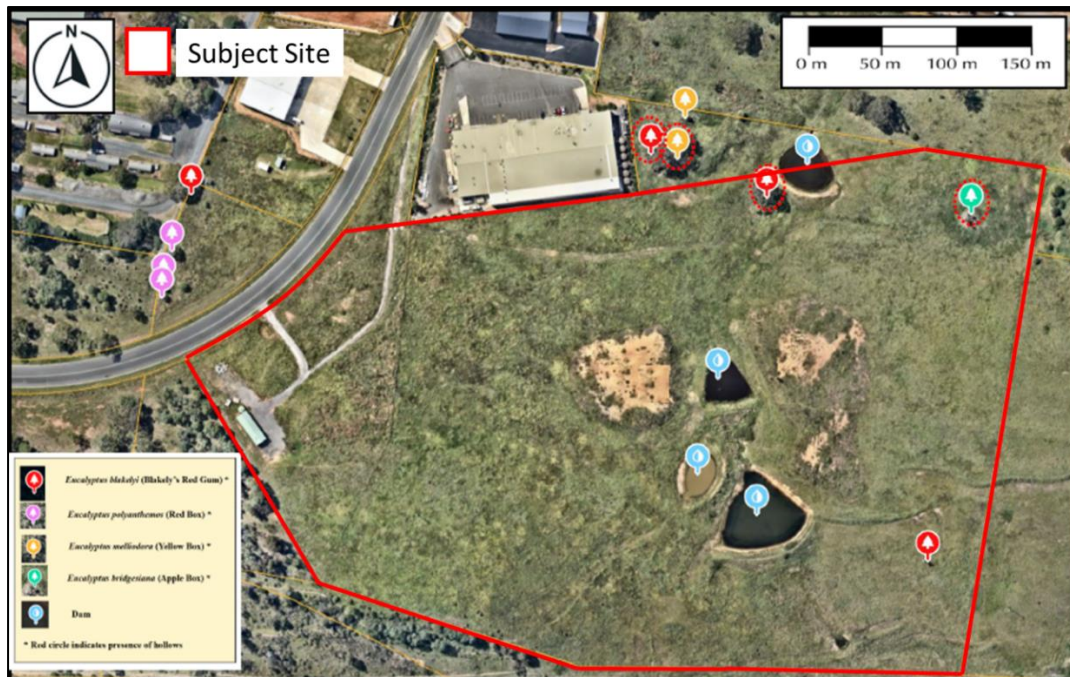 N
Subject Site
0 m 50 m 100 m 150 m
Eucalyptus blakelyi (Blakely's Red Gum) *
Eucalyptus polyanthemos (Red Box) *
Eucalyptus melliodora (Yellow Box) *
Eucalyptus bridgesiana (Apple Box) *
Dam
* Red circle indicates presence of hollows